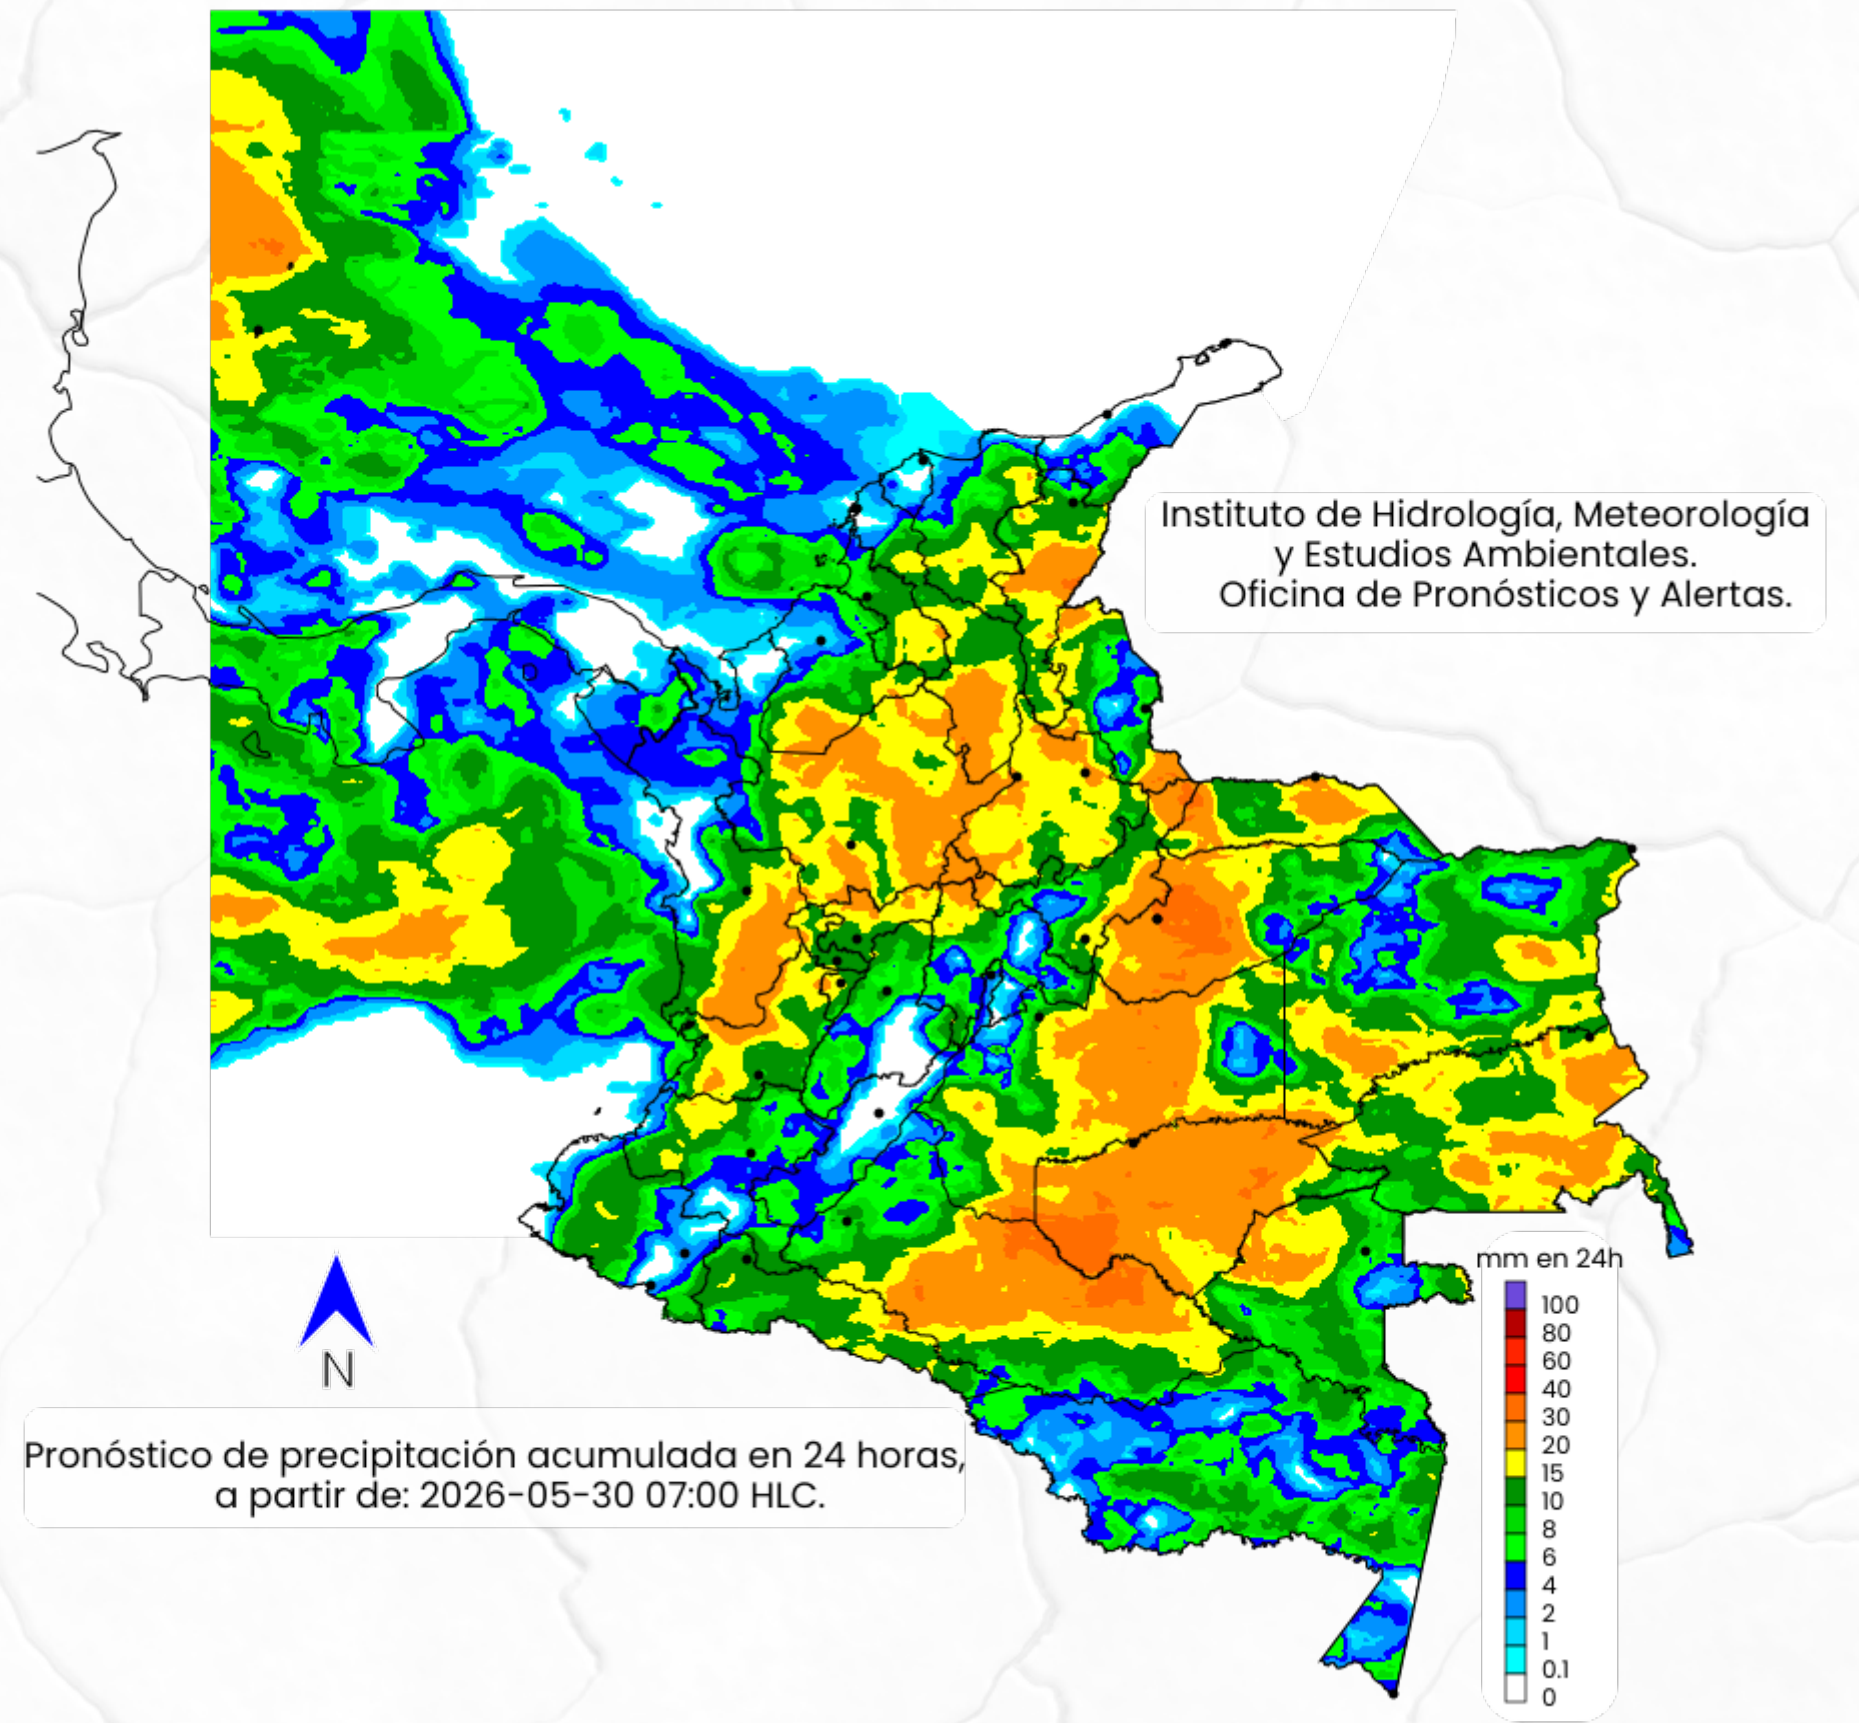 Instituto de Hidrología, Meteorología
y Estudios Ambientales.
Oficina de Pronósticos y Alertas.
mm en 24h
100
80
60
40
30
20
15
10
8
6
4
2
1
0.1
0
N
Pronóstico de precipitación acumulada en 24 horas,
a partir de: 2026-05-30 07:00 HLC.